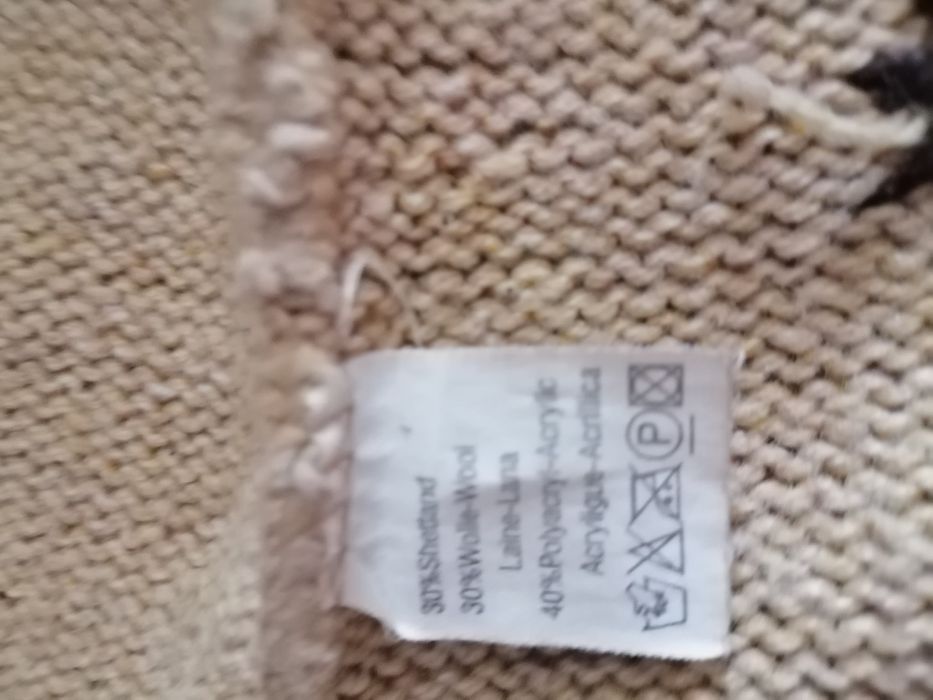 30%Shetland
30%Wolle-Wool
Laine-Lana
40%Polyacryl-Acrylic
Acrylique-Acrilica
P